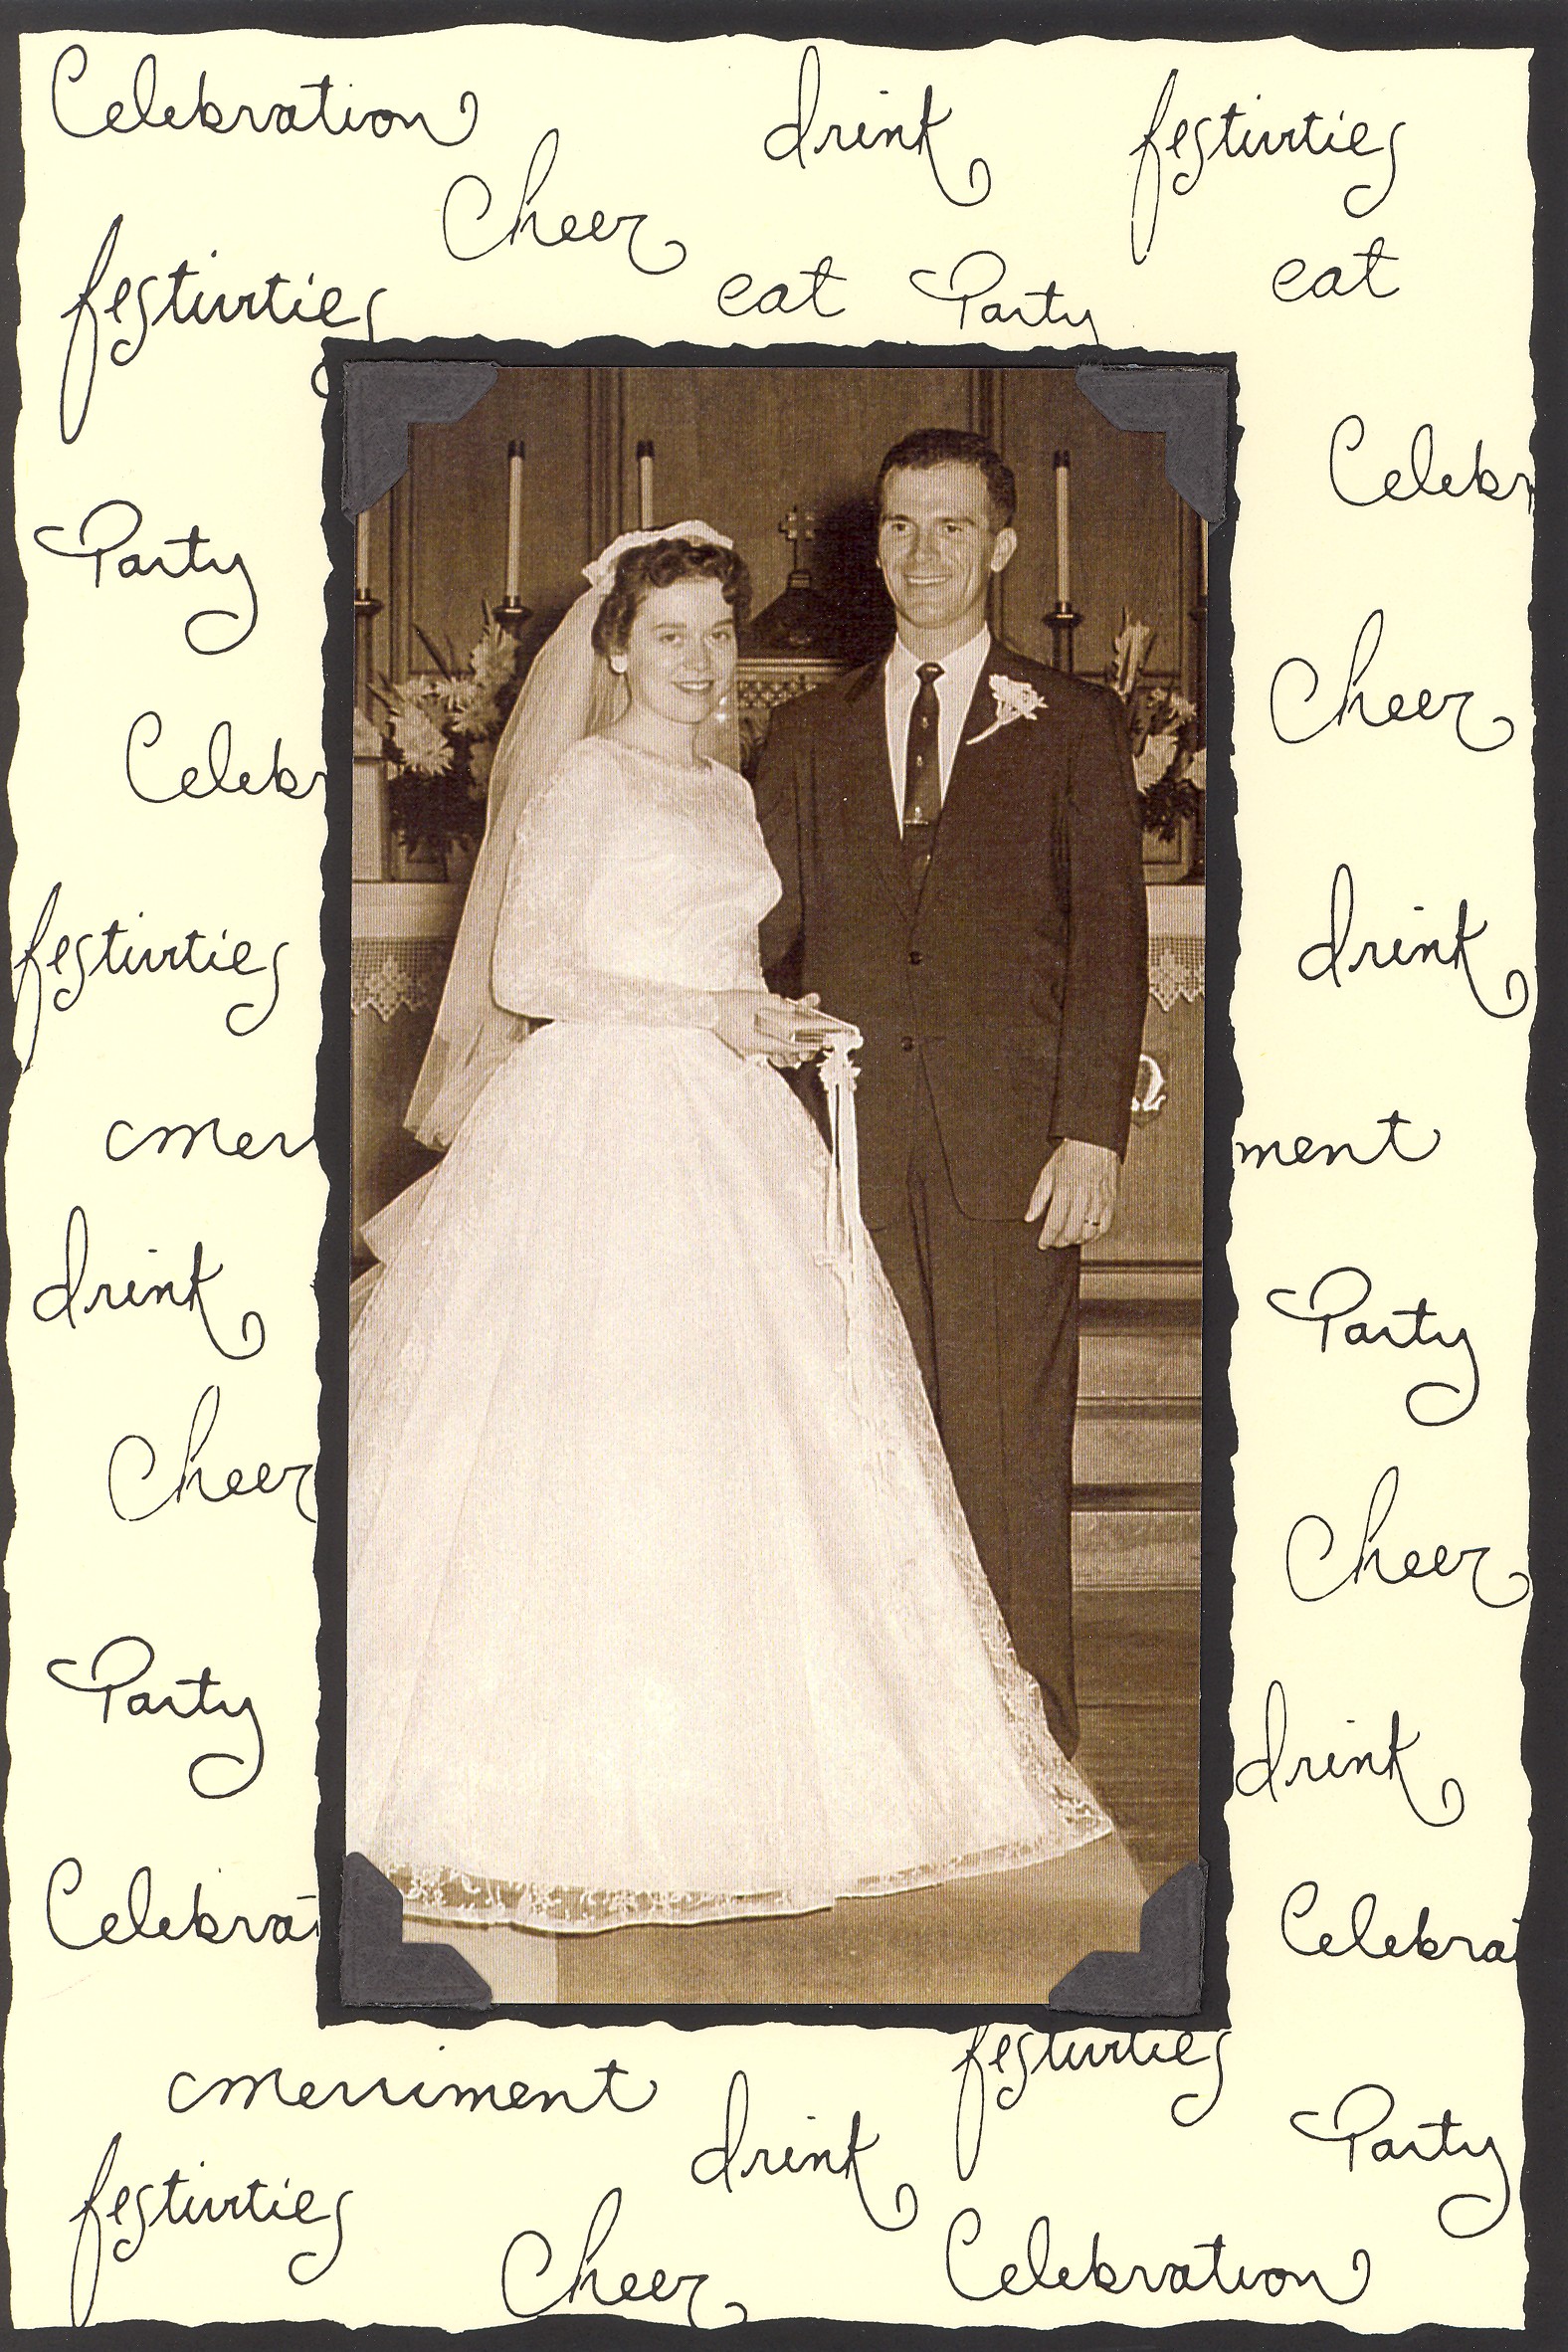 Celebration drink festivities
Cheer
festivities eat Party eat
Celebr
Party
Cheer
Celebr
drink
festivities
mer ment
drink Party
Cheer
Cheer
Party drink
Celebrat Celebrat
festivities
merriment
drink Party
festivities
Cheer Celebration